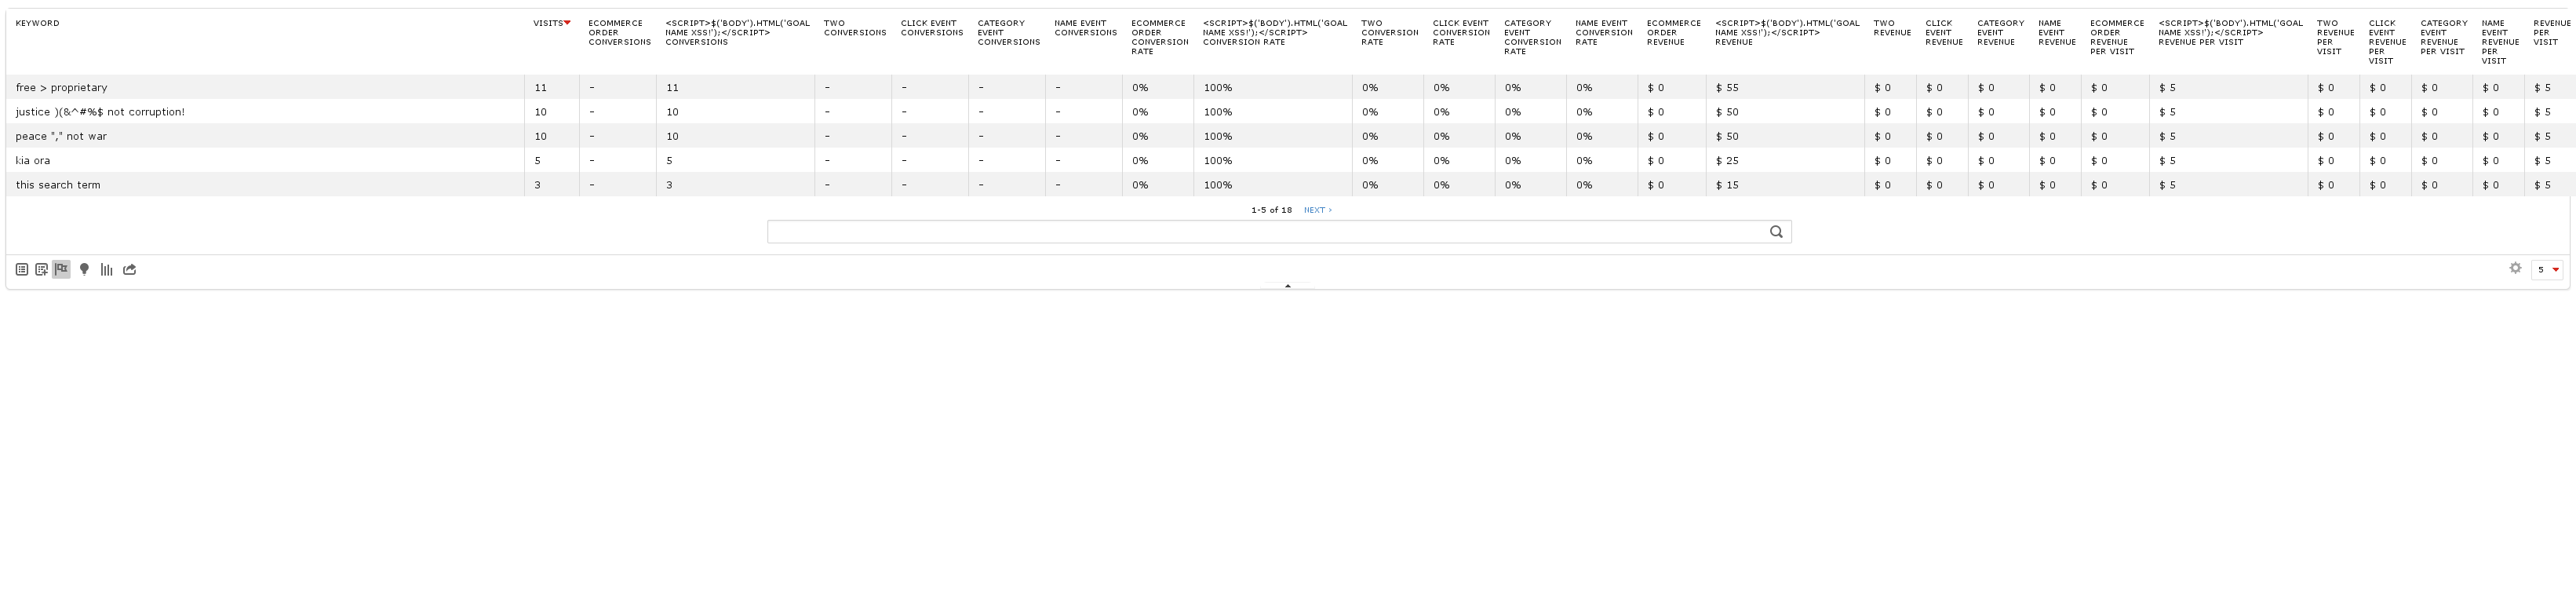 KEYWORD VISITS ECOMMERCE ORDER CONVERSIONS <SCRIPT>$('BODY').HTML('GOAL NAME XSS!');</SCRIPT> CONVERSIONS TWO CONVERSIONS CLICK EVENT CONVERSIONS CATEGORY EVENT CONVERSIONS NAME EVENT CONVERSIONS ECOMMERCE ORDER CONVERSION RATE <SCRIPT>$('BODY').HTML('GOAL NAME XSS!');</SCRIPT> CONVERSION RATE TWO CONVERSION RATE CLICK EVENT CONVERSION RATE CATEGORY EVENT CONVERSION RATE NAME EVENT CONVERSION RATE ECOMMERCE ORDER REVENUE <SCRIPT>$('BODY').HTML('GOAL NAME XSS!');</SCRIPT> REVENUE TWO REVENUE CLICK EVENT REVENUE CATEGORY EVENT REVENUE NAME EVENT REVENUE ECOMMERCE ORDER REVENUE PER VISIT <SCRIPT>$('BODY').HTML('GOAL NAME XSS!');</SCRIPT> REVENUE PER VISIT TWO REVENUE PER VISIT CLICK EVENT REVENUE PER VISIT CATEGORY EVENT REVENUE PER VISIT NAME EVENT REVENUE PER VISIT REVENUE PER VISIT
free > proprietary 11 - 11 - - - - 0% 100% 0% 0% 0% 0% $ 0 $ 55 $ 0 $ 0 $ 0 $ 0 $ 0 $ 5 $ 0 $ 0 $ 0 $ 0 $ 5
justice )(&^#%$ not corruption! 10 - 10 - - - - 0% 100% 0% 0% 0% 0% $ 0 $ 50 $ 0 $ 0 $ 0 $ 0 $ 0 $ 5 $ 0 $ 0 $ 0 $ 0 $ 5
peace "," not war 10 - 10 - - - - 0% 100% 0% 0% 0% 0% $ 0 $ 50 $ 0 $ 0 $ 0 $ 0 $ 0 $ 5 $ 0 $ 0 $ 0 $ 0 $ 5
kia ora 5 - 5 - - - - 0% 100% 0% 0% 0% 0% $ 0 $ 25 $ 0 $ 0 $ 0 $ 0 $ 0 $ 5 $ 0 $ 0 $ 0 $ 0 $ 5
this search term 3 - 3 - - - - 0% 100% 0% 0% 0% 0% $ 0 $ 15 $ 0 $ 0 $ 0 $ 0 $ 0 $ 5 $ 0 $ 0 $ 0 $ 0 $ 5
1-5 of 18 NEXT ›
5